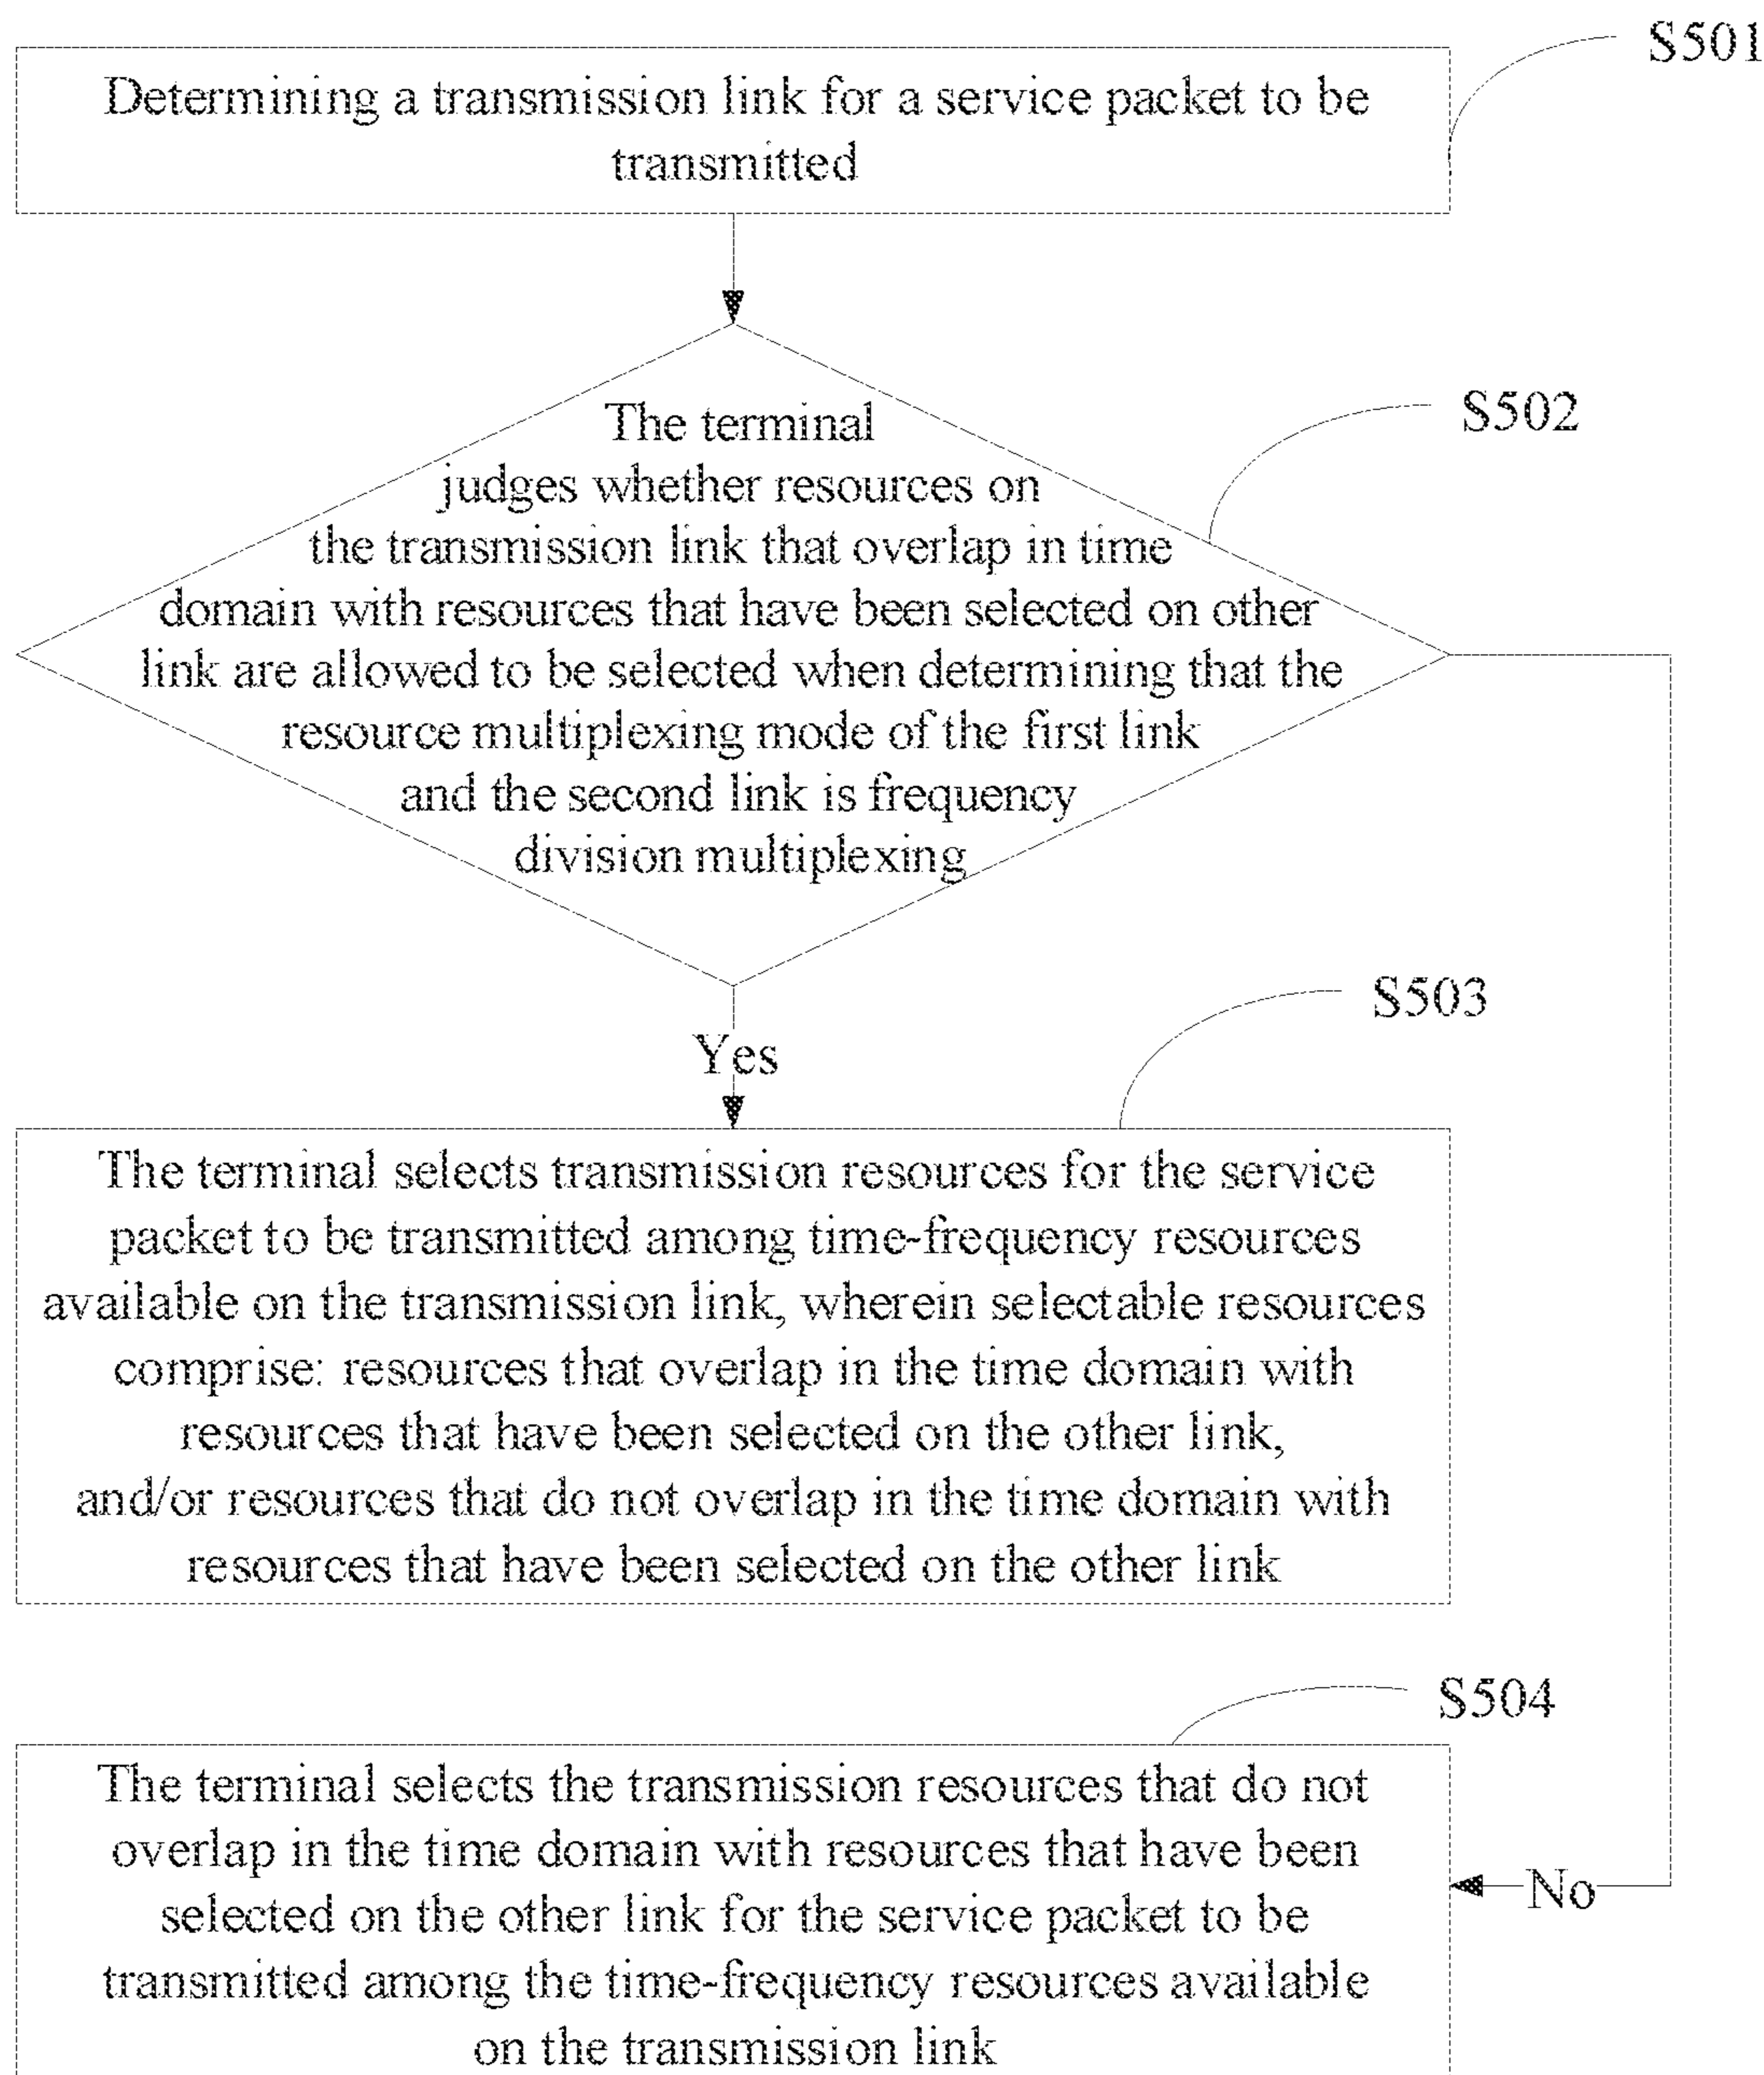 S501
Determining a transmission link for a service packet to be
transmitted
S502
The terminal
judges whether resources on
the transmission link that overlap in time
domain with resources that have been selected on other
link are allowed to be selected when determining that the
resource multiplexing mode of the first link
and the second link is frequency
division multiplexing
S503
Yes
The terminal selects transmission resources for the service
packet to be transmitted among time-frequency resources
available on the transmission link, wherein selectable resources
comprise: resources that overlap in the time domain with
resources that have been selected on the other link,
and/or resources that do not overlap in the time domain with
resources that have been selected on the other link
S504
The terminal selects the transmission resources that do not
overlap in the time domain with resources that have been
selected on the other link for the service packet to be
transmitted among the time-frequency resources available
on the transmission link
No